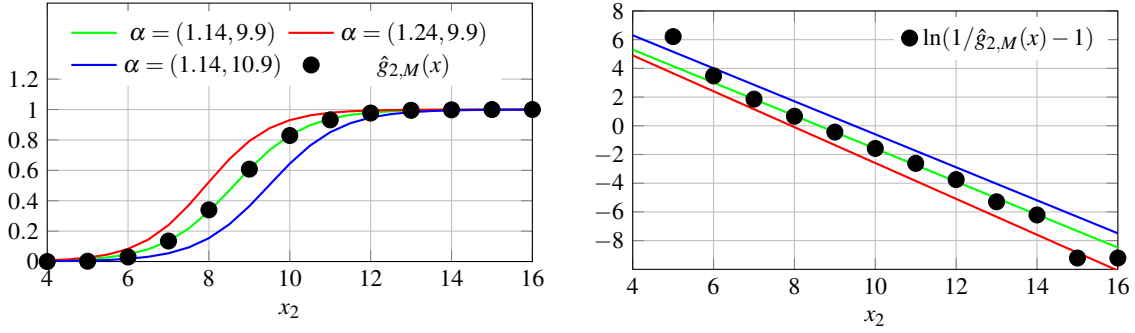 α = (1.14, 9.9) α = (1.24, 9.9)
α = (1.14, 10.9) ĝ2,M(x)
1.2
1
0.8
0.6
0.4
0.2
0
4 6 8 10 12 14 16
x2
ln(1/ĝ2,M(x) − 1)
8
6
4
2
0
−2
−4
−6
−8
4 6 8 10 12 14 16
x2